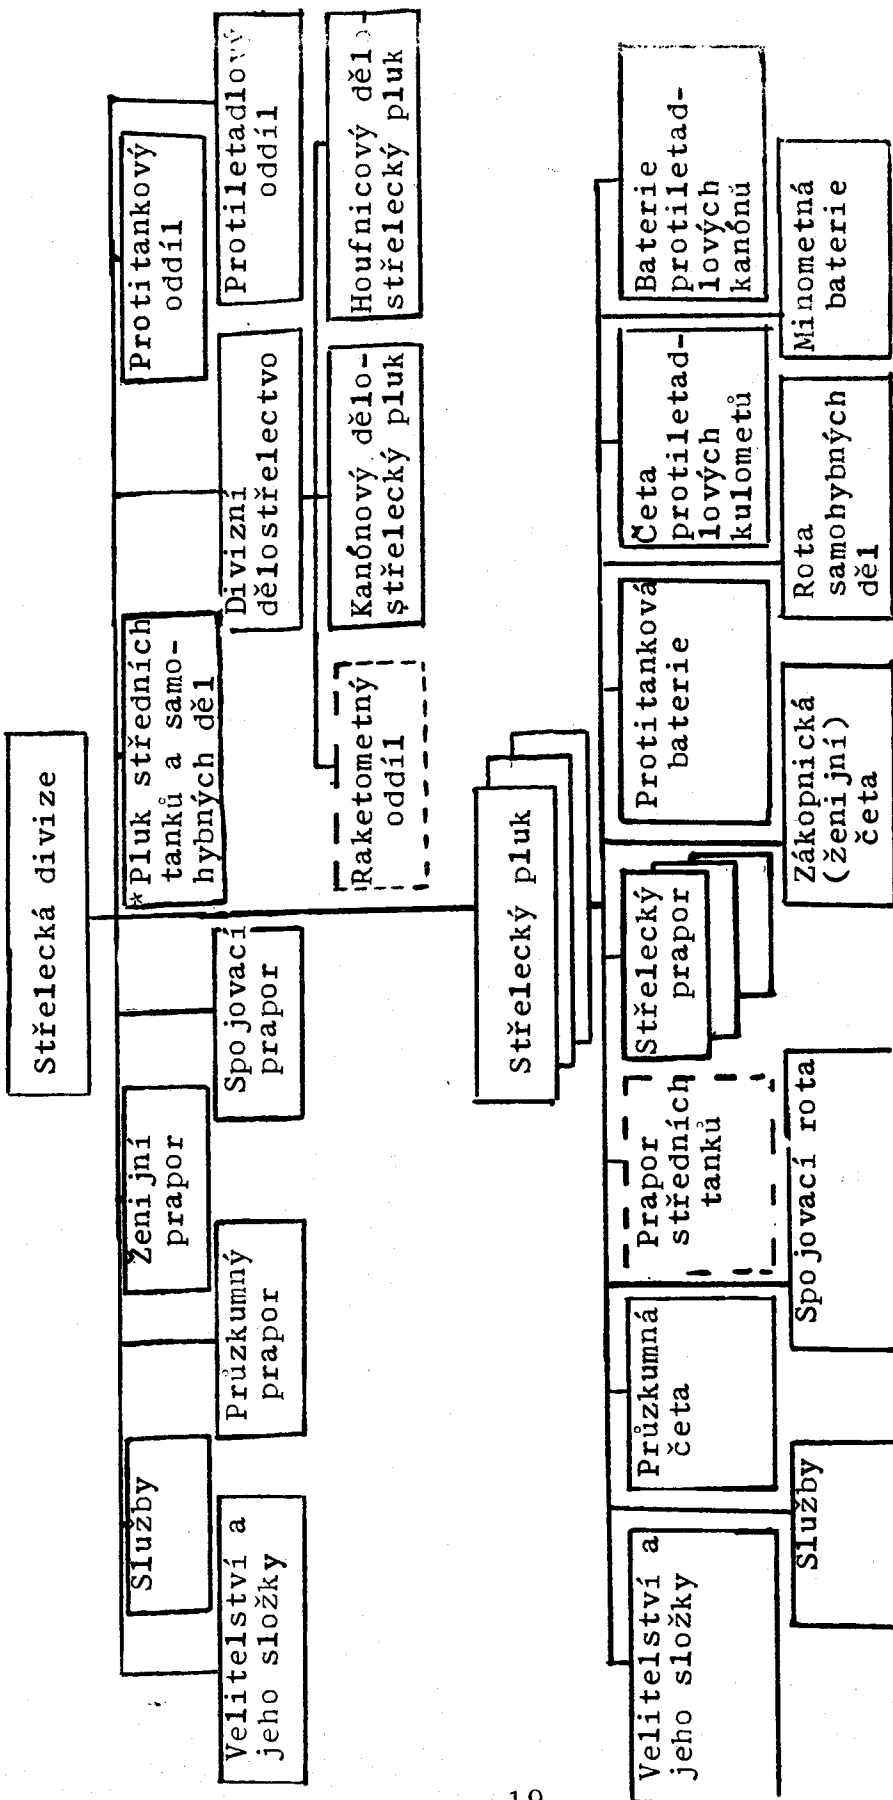 Střelecká divize
Velitelství a
jeho složky
Služby
Průzkumný
prapor
Ženijní
prapor
Spojovací
prapor
*Pluk středních
tanků a samo-
hybných děl
Divizní
dělostřelectvo
Protitankový
oddíl
Protiletadlový
oddíl
Raketometný
oddíl
Kanónový dělo-
střelecký pluk
Houfnicový dělo-
střelecký pluk
Střelecký pluk
Velitelství a
jeho složky
Služby
Průzkumná
četa
Spojovací rota
Prapor
středních
tanků
Střelecký
prapor
Zákopnická
(ženijní)
četa
Protitanková
baterie
Rota
samohybných
děl
Četa
protiletad-
lových
kulometů
Minometná
baterie
Baterie
protiletad-
lových
kanónů